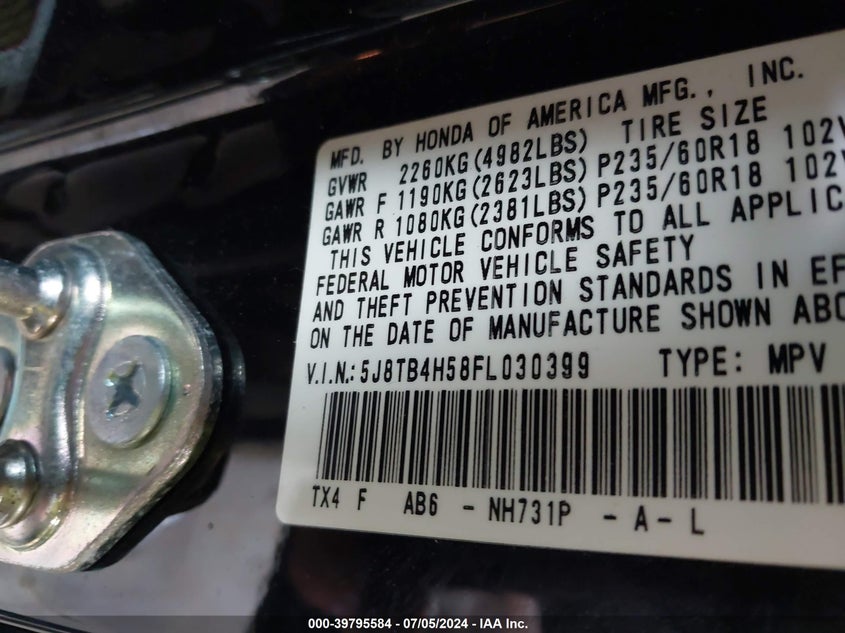 MFD. BY HONDA OF AMERICA MFG., INC.
GVWR 2260KG(4982LBS) TIRE SIZE
GAWR F 1190KG(2623LBS) P235/60R18 102V
GAWR R 1080KG(2381LBS) P235/60R18 102V
THIS VEHICLE CONFORMS TO ALL APPLIC
FEDERAL MOTOR VEHICLE SAFETY
AND THEFT PREVENTION STANDARDS IN EF
ON THE DATE OF MANUFACTURE SHOWN ABO
V.I.N.: 5J8TB4H58FL030399 TYPE: MPV
TX4 F AB6 - NH731P - A - L
000-39795584 - 07/05/2024 - IAA Inc.